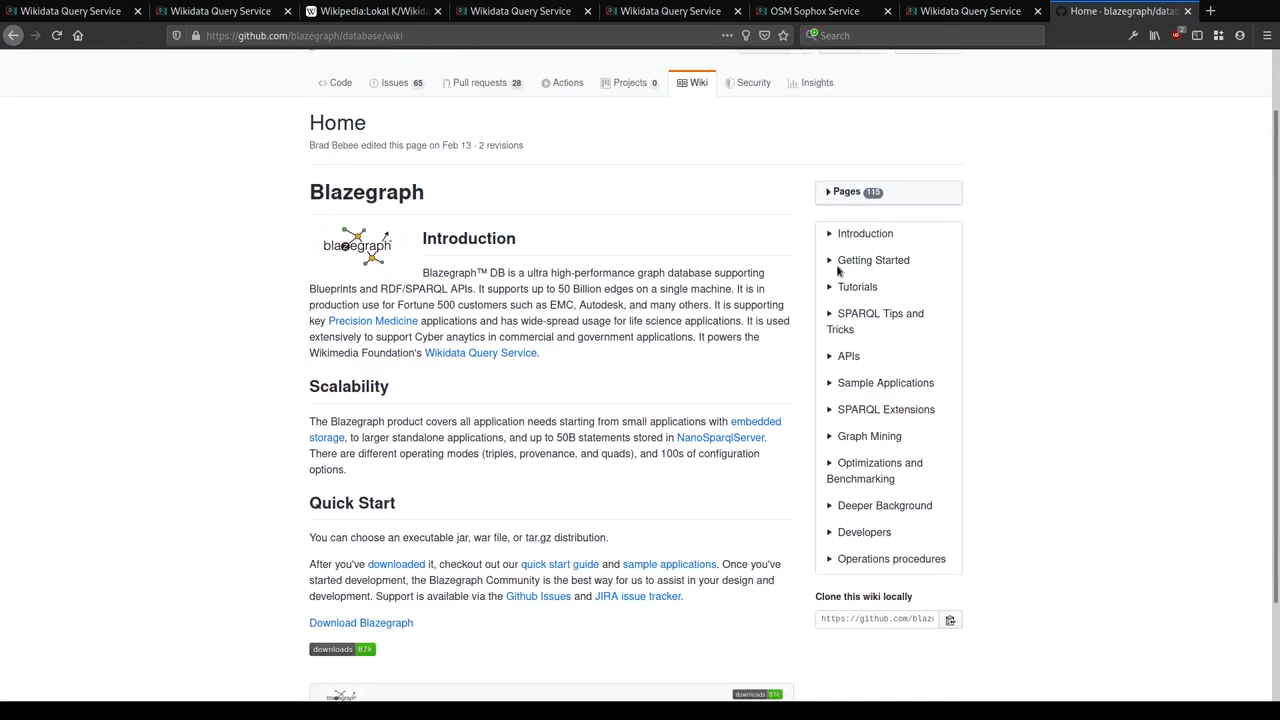 Wikidata Query Service
Wikidata Query Service
Wikipedia:Lokal K/Wikida
Wikidata Query Service
Wikidata Query Service
OSM Sophox Service
Wikidata Query Service
Home · blazegraph/datab
https://github.com/blazegraph/database/wiki
Search
2
Code
Issues 65
Pull requests 28
Actions
Projects 0
Wiki
Security
Insights
Home
Brad Bebee edited this page on Feb 13 · 2 revisions
Blazegraph
blazegraph
Introduction
Blazegraph™ DB is a ultra high-performance graph database supporting
Blueprints and RDF/SPARQL APIs. It supports up to 50 Billion edges on a single machine. It is in
production use for Fortune 500 customers such as EMC, Autodesk, and many others. It is supporting
key Precision Medicine applications and has wide-spread usage for life science applications. It is used
extensively to support Cyber anaytics in commercial and government applications. It powers the
Wikimedia Foundation's Wikidata Query Service.
Scalability
The Blazegraph product covers all application needs starting from small applications with embedded
storage, to larger standalone applications, and up to 50B statements stored in NanoSparqlServer.
There are different operating modes (triples, provenance, and quads), and 100s of configuration
options.
Quick Start
You can choose an executable jar, war file, or tar.gz distribution.
After you've downloaded it, checkout out our quick start guide and sample applications. Once you've
started development, the Blazegraph Community is the best way for us to assist in your design and
development. Support is available via the Github Issues and JIRA issue tracker.
Download Blazegraph
downloads 87k
blazegraph
downloads 87k
Pages 115
Introduction
Getting Started
Tutorials
SPARQL Tips and
Tricks
APIs
Sample Applications
SPARQL Extensions
Graph Mining
Optimizations and
Benchmarking
Deeper Background
Developers
Operations procedures
Clone this wiki locally
https://github.com/blaze